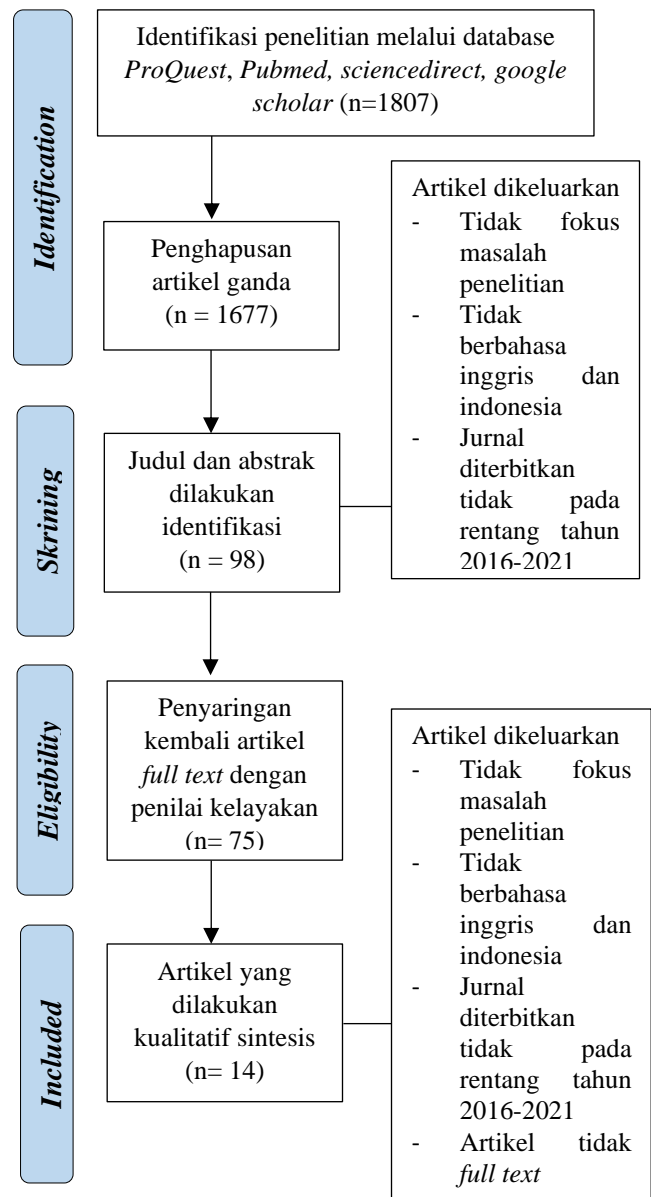 Identification
Identifikasi penelitian melalui database
ProQuest, Pubmed, sciencedirect, google
scholar (n=1807)
Penghapusan
artikel ganda
(n = 1677)
Artikel dikeluarkan
- Tidak fokus
masalah
penelitian
- Tidak
berbahasa
inggris dan
indonesia
- Jurnal
diterbitkan
tidak pada
rentang tahun
2016-2021
Skrining
Judul dan abstrak
dilakukan
identifikasi
(n = 98)
Eligibility
Penyaringan
kembali artikel
full text dengan
penilai kelayakan
(n= 75)
Artikel dikeluarkan
- Tidak fokus
masalah
penelitian
- Tidak
berbahasa
inggris dan
indonesia
- Jurnal
diterbitkan
tidak pada
rentang tahun
2016-2021
- Artikel tidak
full text
Included
Artikel yang
dilakukan
kualitatif sintesis
(n= 14)